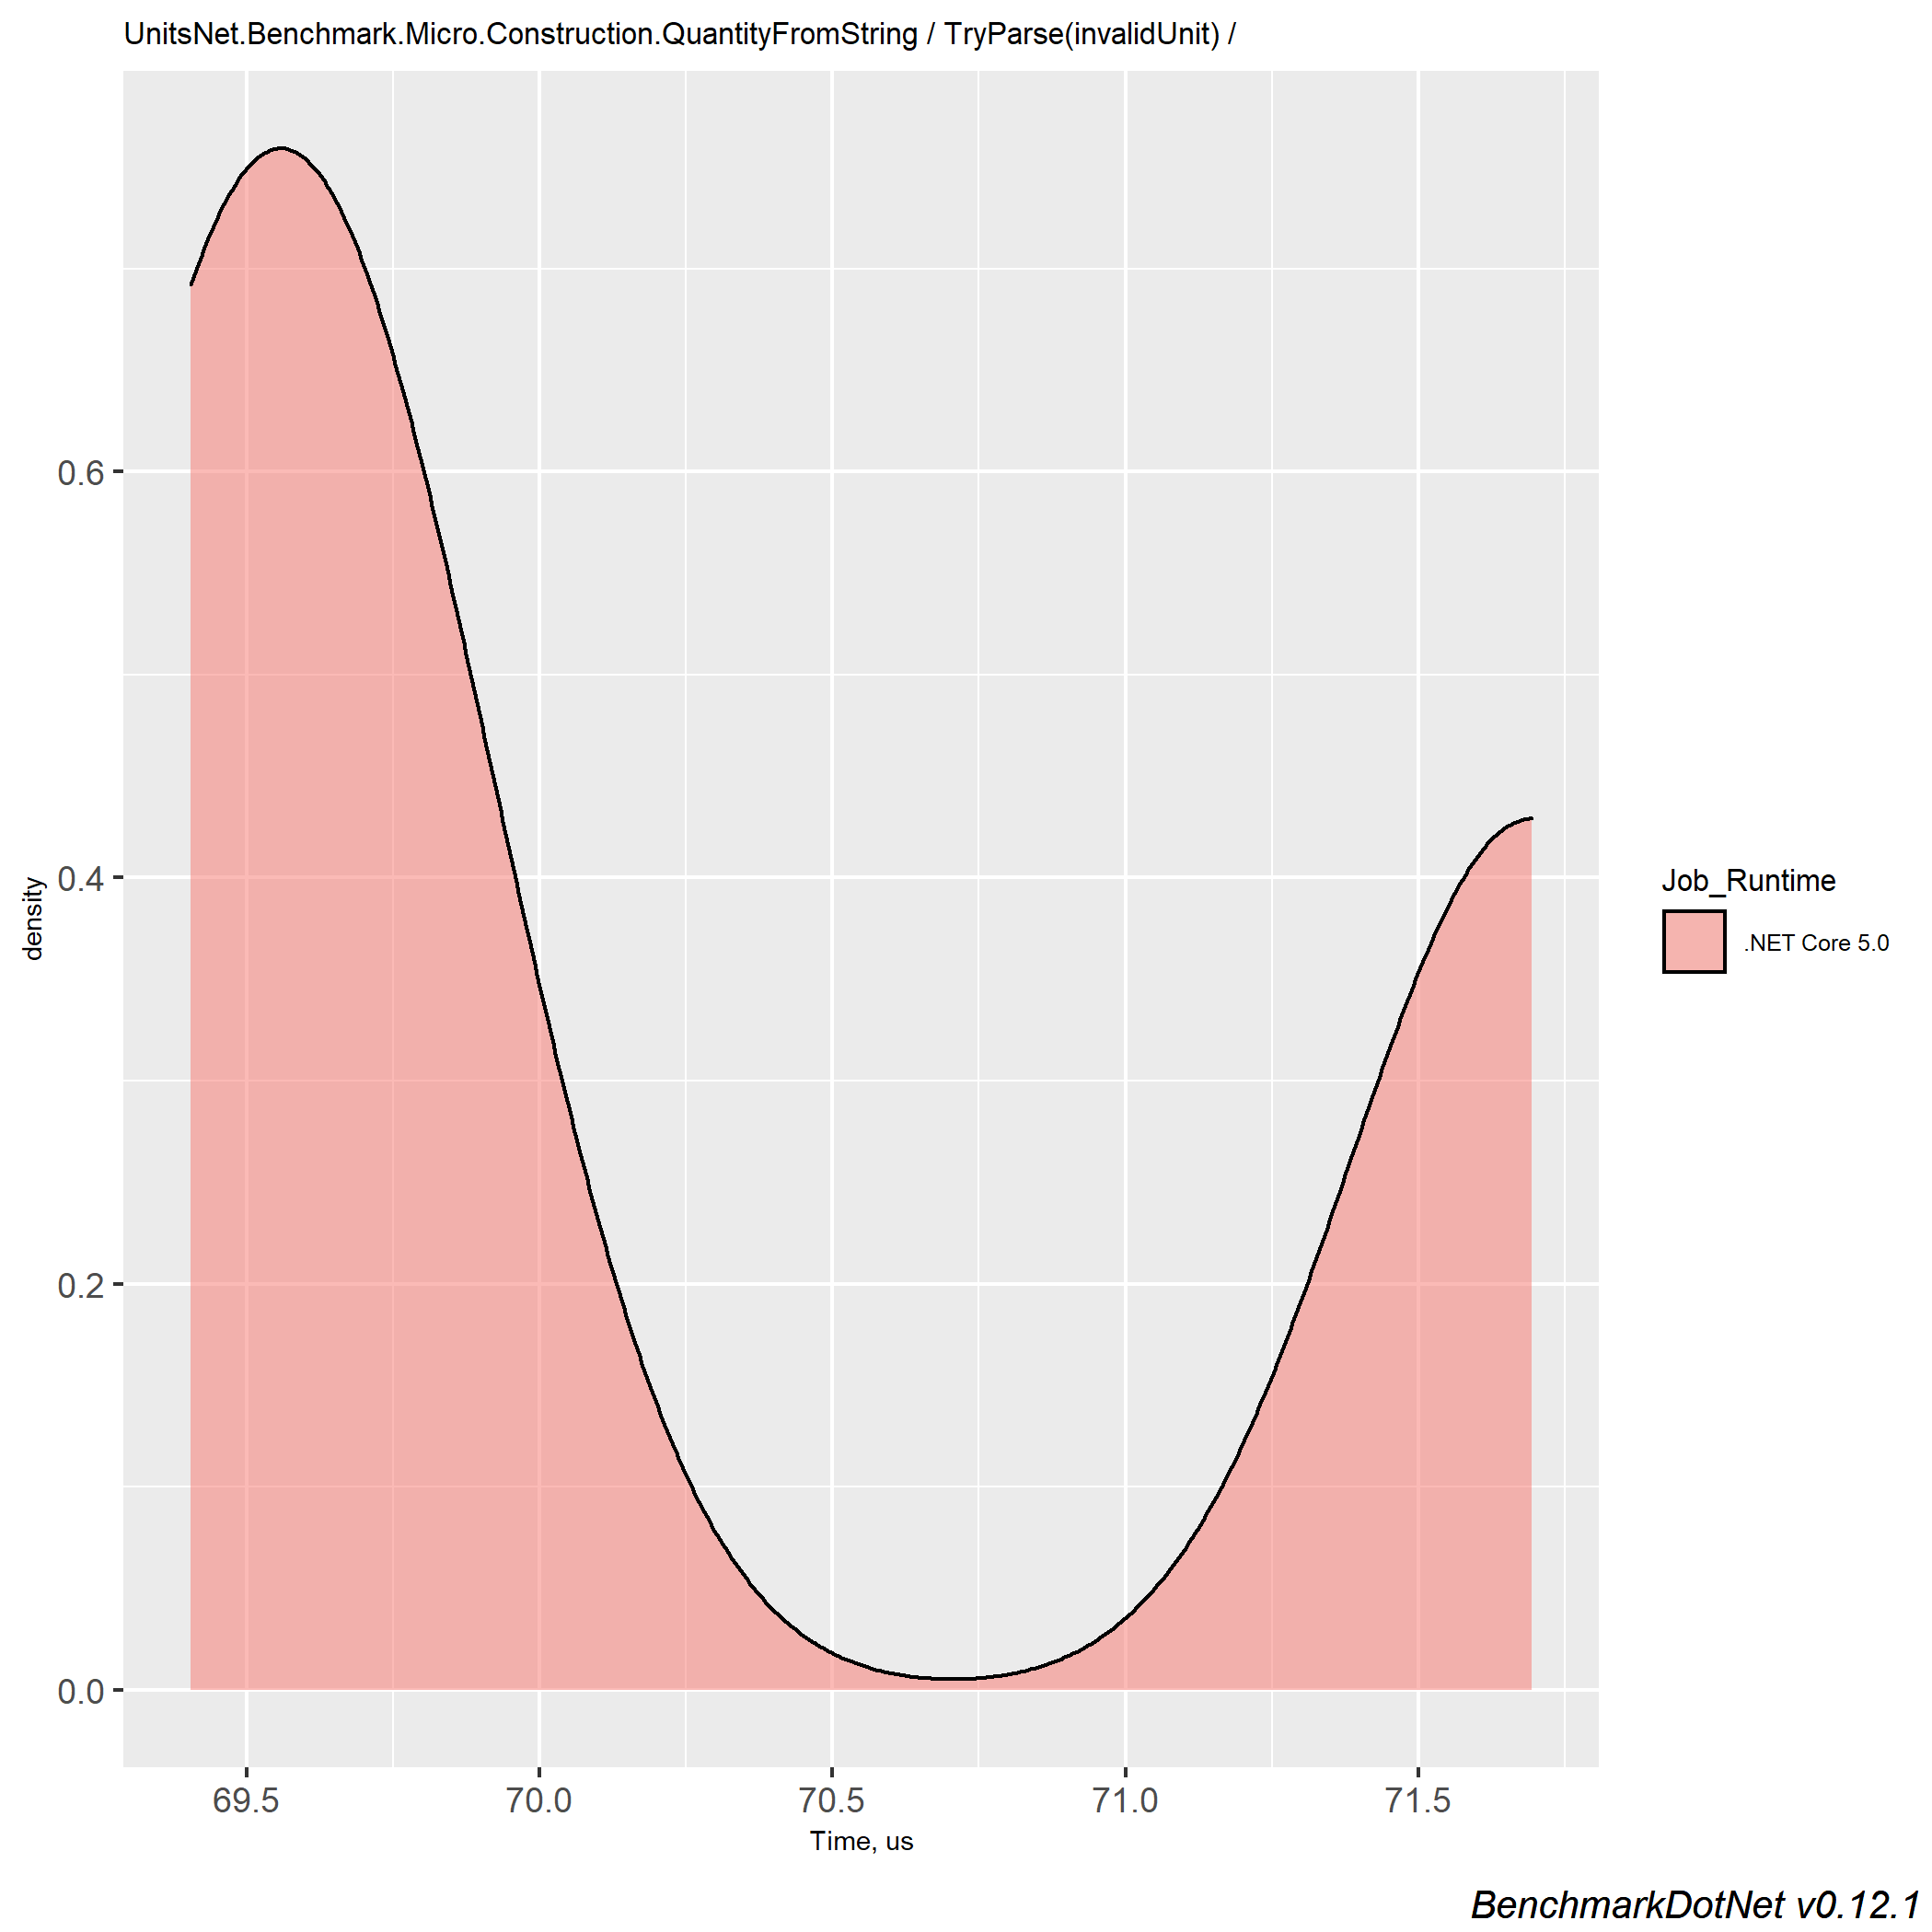 UnitsNet.Benchmark.Micro.Construction.QuantityFromString / TryParse(invalidUnit) /
0.6
0.4
0.2
0.0
density
69.5 70.0 70.5 71.0 71.5
Time, us
Job_Runtime
.NET Core 5.0
BenchmarkDotNet v0.12.1